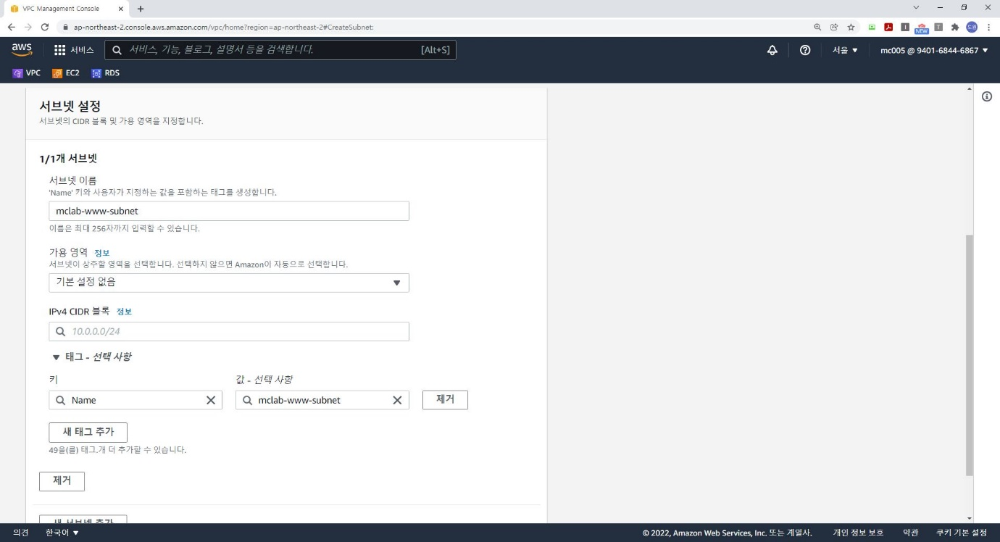 VPC Management Console
ap-northeast-2.console.aws.amazon.com/vpc/home?region=ap-northeast-2#CreateSubnet:
NEW
도원
aws
서비스
서비스, 기능, 블로그, 설명서 등을 검색합니다.
[Alt+S]
서울
mc005 @ 9401-6844-6867
VPC
EC2
RDS
서브넷 설정
서브넷의 CIDR 블록 및 가용 영역을 지정합니다.
1/1개 서브넷
서브넷 이름
'Name' 키와 사용자가 지정하는 값을 포함하는 태그를 생성합니다.
mclab-www-subnet
이름은 최대 256자까지 입력할 수 있습니다.
가용 영역 정보
서브넷이 상주할 영역을 선택합니다. 선택하지 않으면 Amazon이 자동으로 선택합니다.
기본 설정 없음
IPv4 CIDR 블록 정보
10.0.0.0/24
태그 - 선택 사항
키
값 - 선택 사항
Name
mclab-www-subnet
제거
새 태그 추가
49을(를) 태그.개 더 추가할 수 있습니다.
제거
새 서브넷 추가
의견
한국어
© 2022, Amazon Web Services, Inc. 또는 계열사.
개인 정보 보호
약관
쿠키 기본 설정